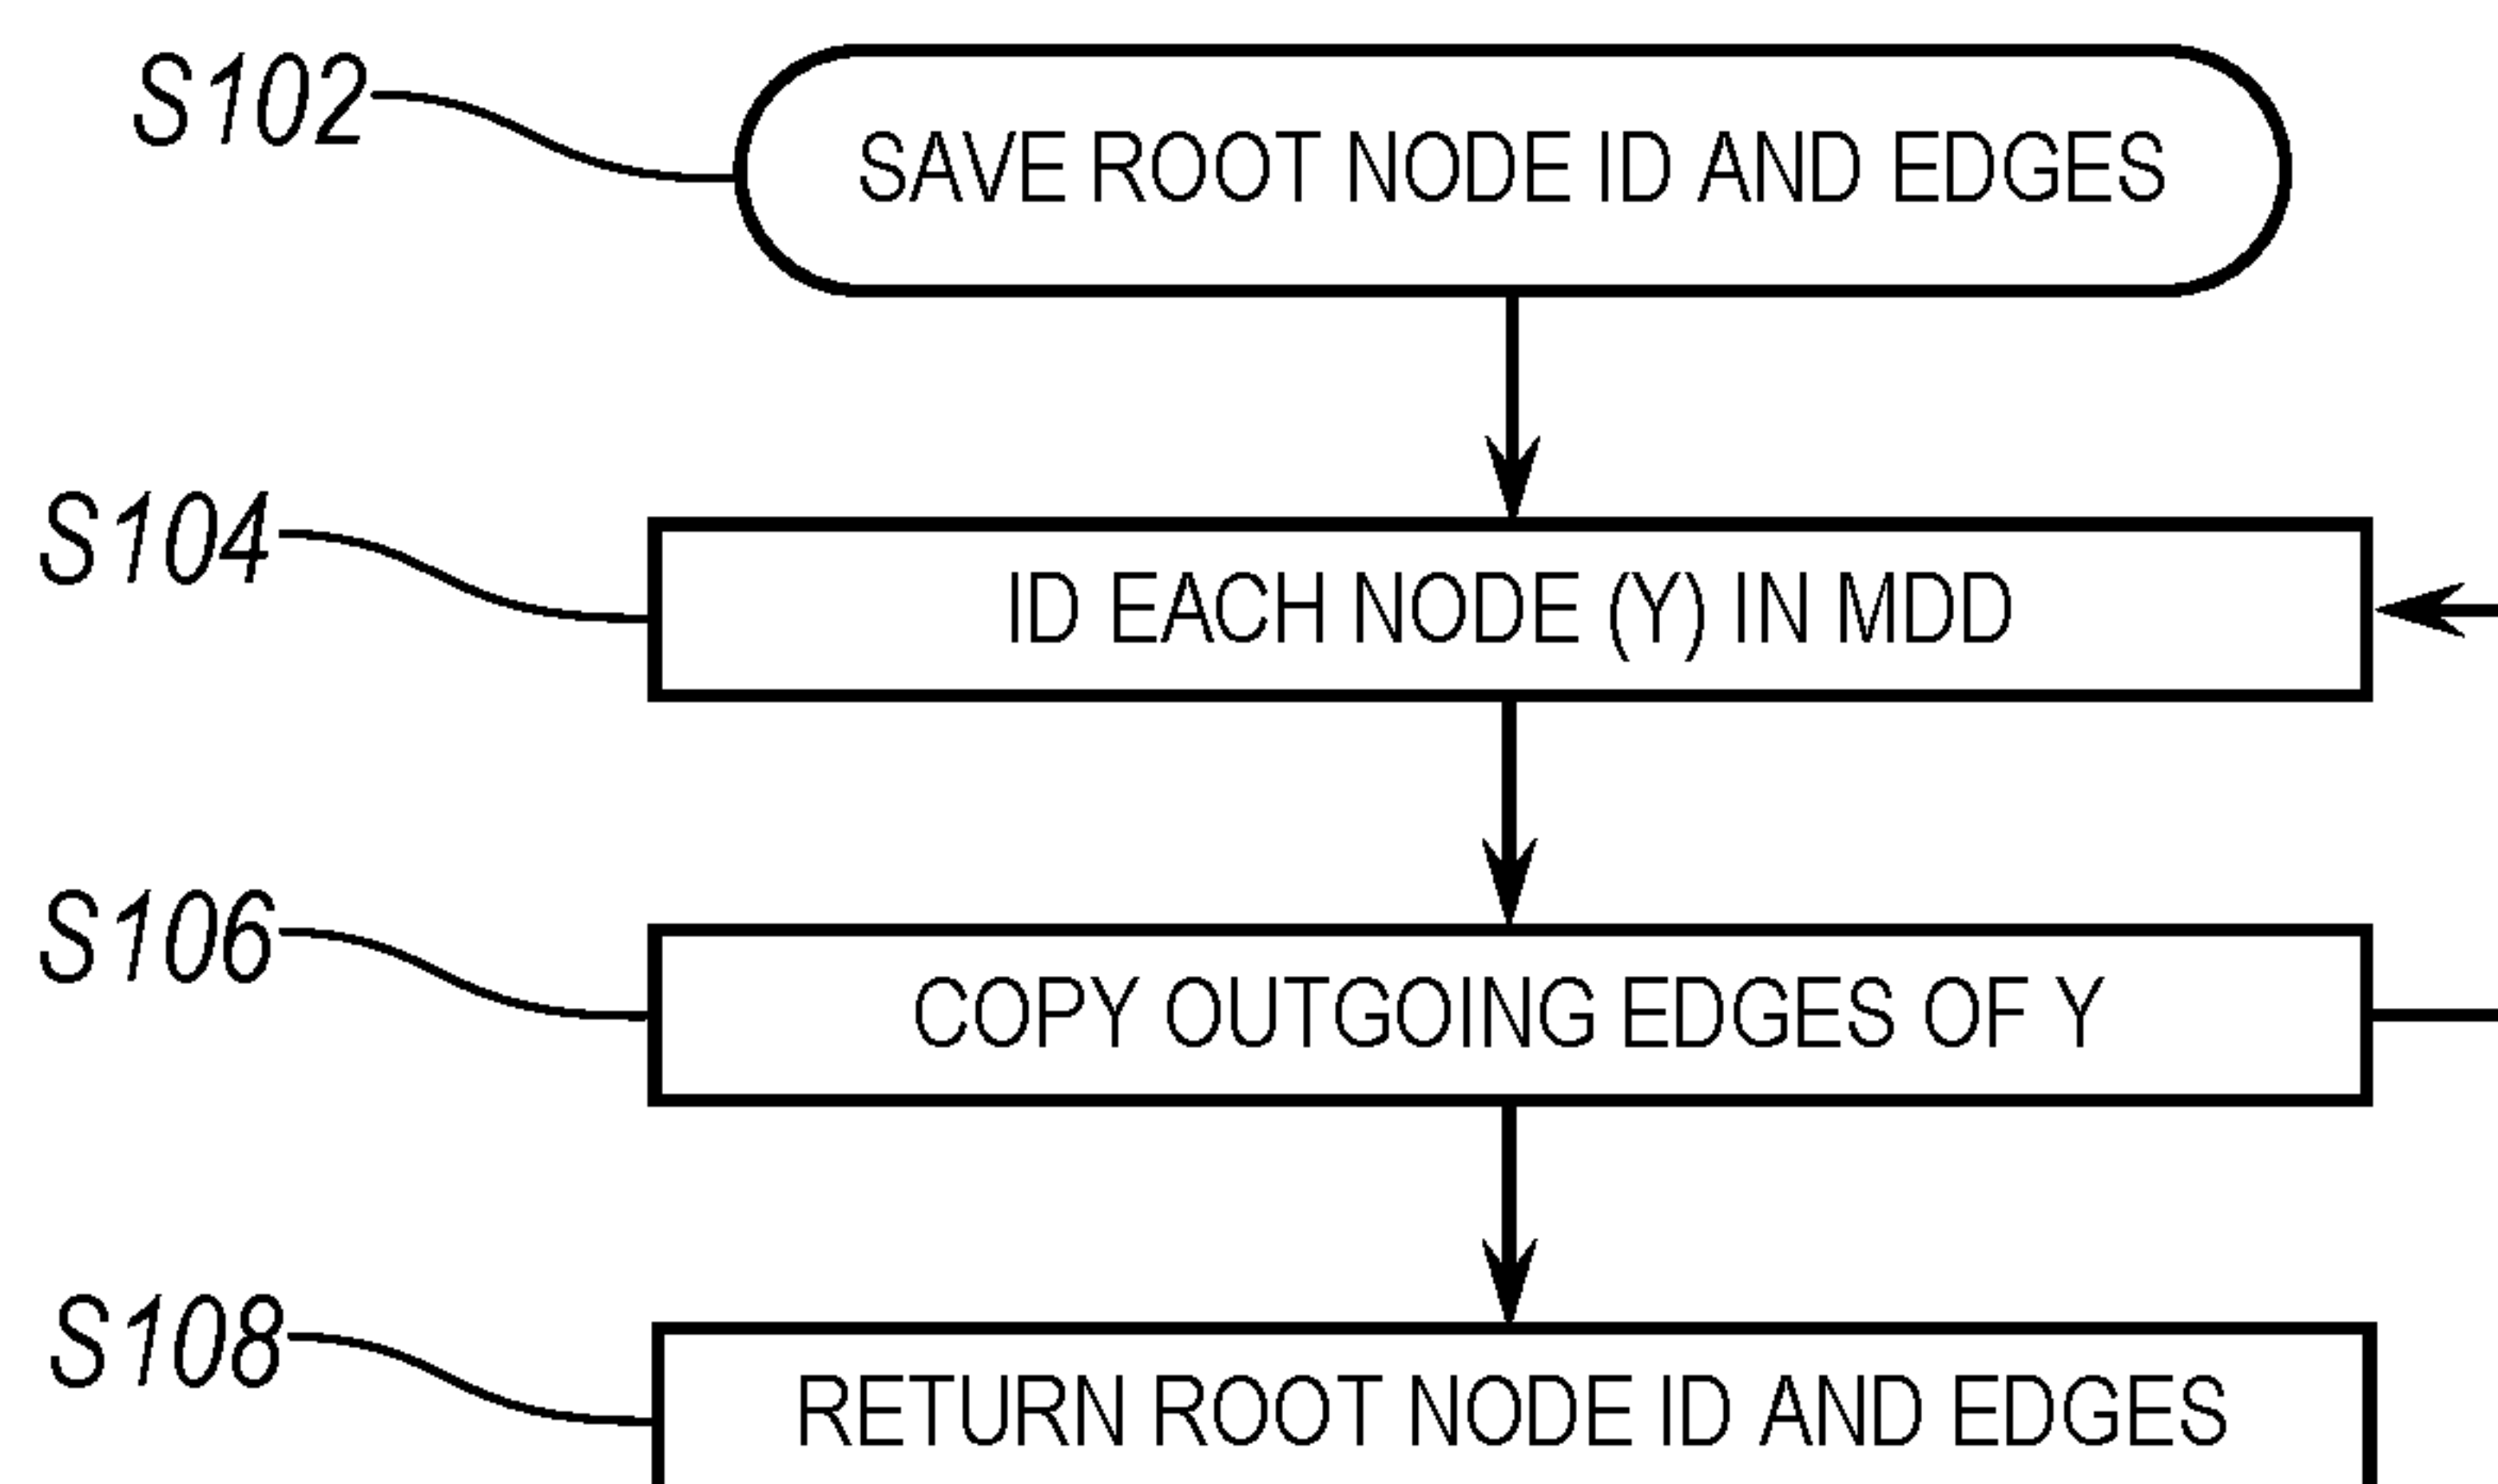 S102
SAVE ROOT NODE ID AND EDGES
S104
ID EACH NODE (Y) IN MDD
S106
COPY OUTGOING EDGES OF Y
S108
RETURN ROOT NODE ID AND EDGES